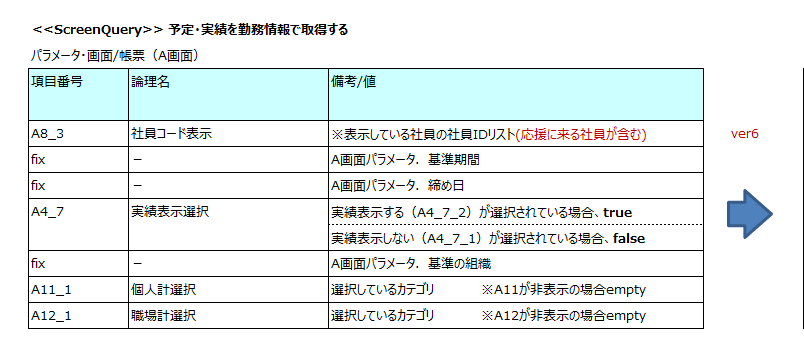 <<ScreenQuery>> 予定・実績を勤務情報で取得する
パラメータ・画面/帳票（A画面）
項目番号 論理名 備考/値
A8_3 社員コード表示 ※表示している社員の社員IDリスト(応援に来る社員が含む) ver6
fix － A画面パラメータ．基準期間
fix － A画面パラメータ．締め日
A4_7 実績表示選択 実績表示する（A4_7_2）が選択されている場合、true
実績表示しない（A4_7_1）が選択されている場合、false
fix － A画面パラメータ．基準の組織
A11_1 個人計選択 選択しているカテゴリ ※A11が非表示の場合empty
A12_1 職場計選択 選択しているカテゴリ ※A12が非表示の場合empty